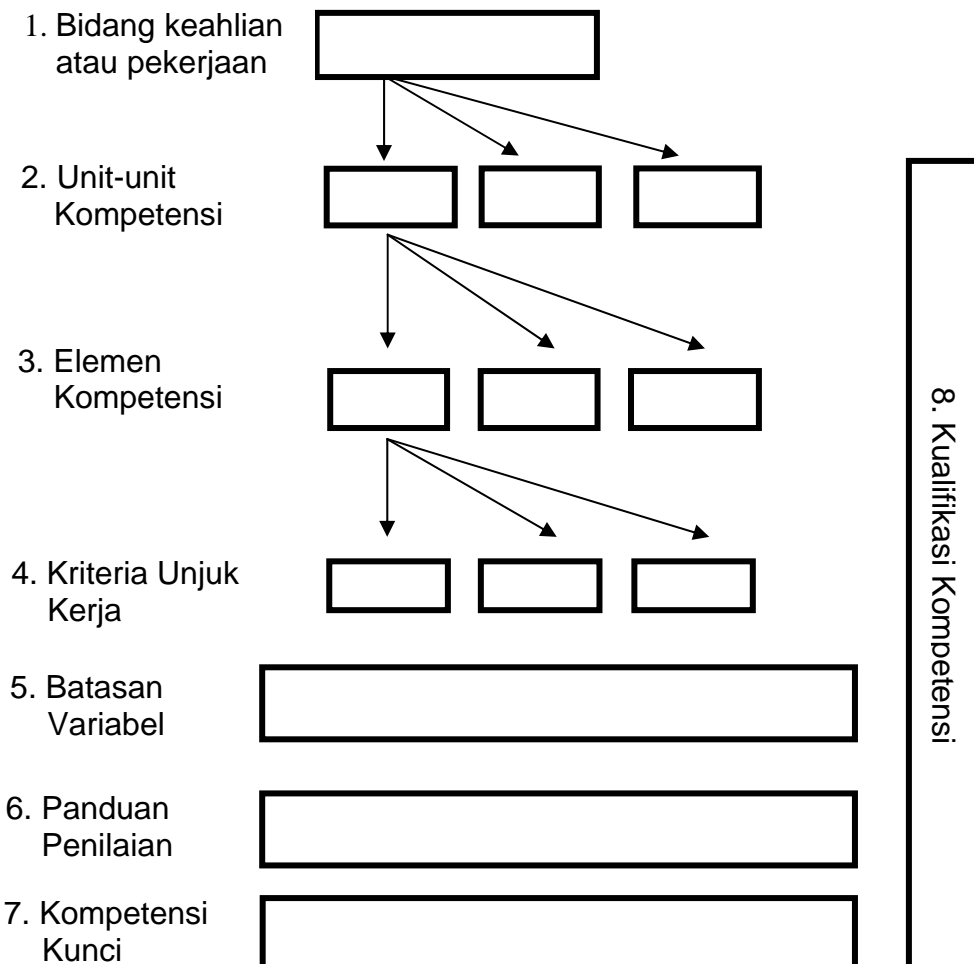 1. Bidang keahlian
atau pekerjaan
2. Unit-unit
Kompetensi
3. Elemen
Kompetensi
4. Kriteria Unjuk
Kerja
5. Batasan
Variabel
6. Panduan
Penilaian
7. Kompetensi
Kunci
8. Kualifikasi Kompetensi